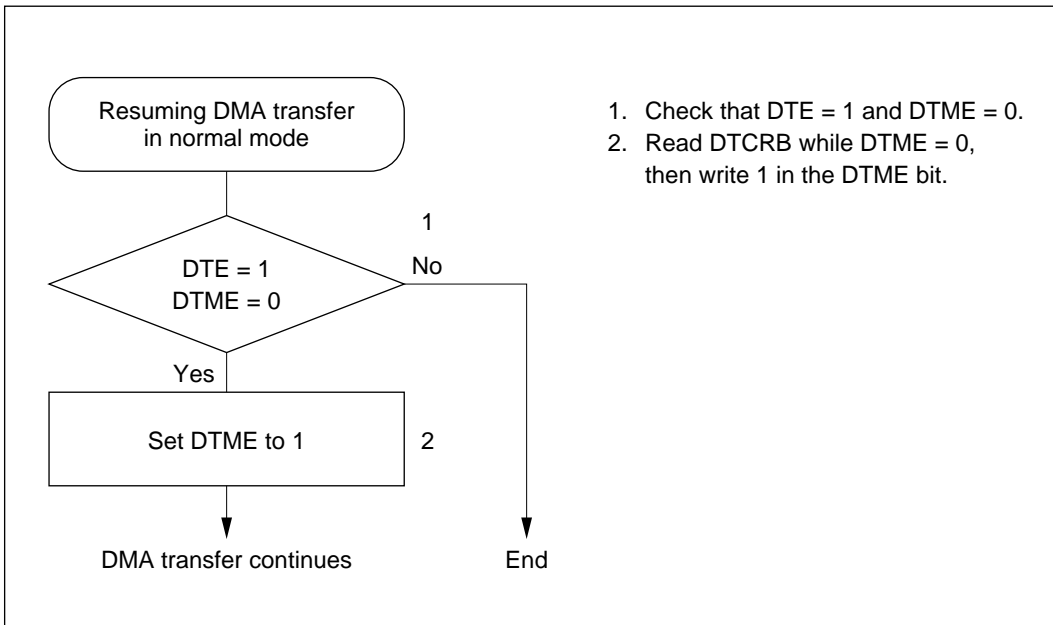 Resuming DMA transfer
in normal mode
1. Check that DTE = 1 and DTME = 0.
2. Read DTCRB while DTME = 0,
then write 1 in the DTME bit.
1
DTE = 1
DTME = 0
No
Yes
Set DTME to 1
2
DMA transfer continues
End